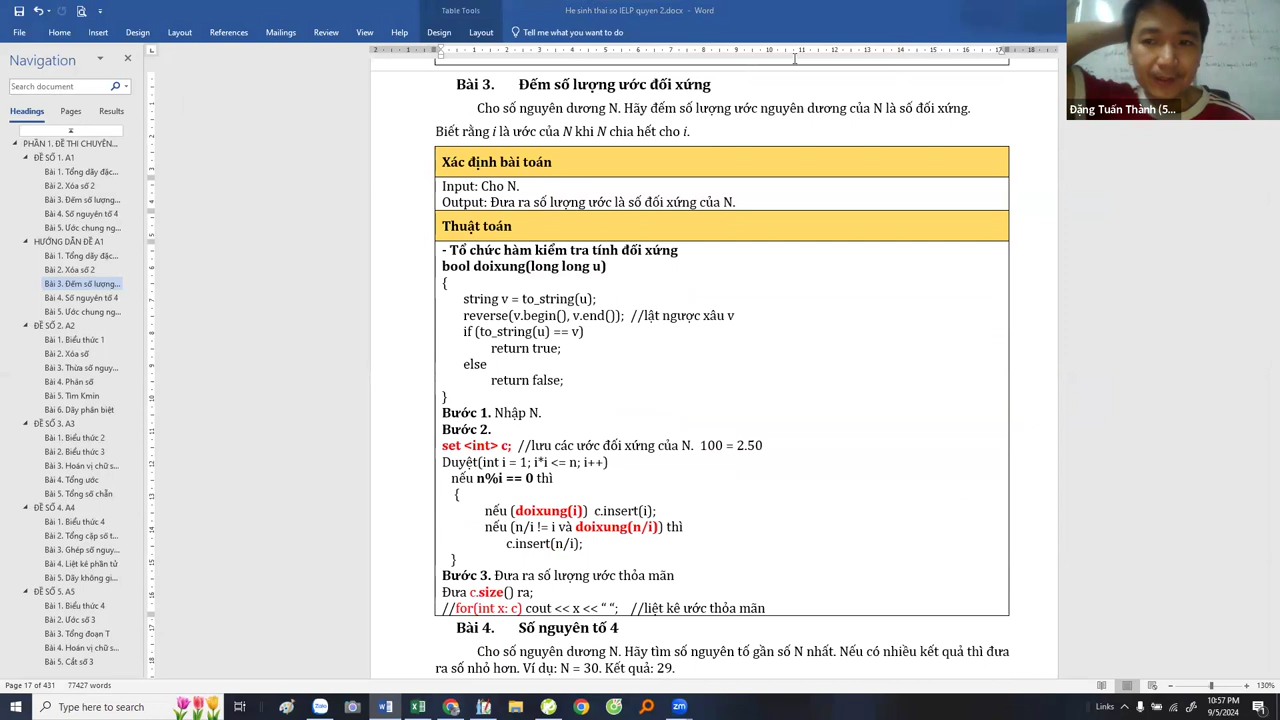 Table Tools
Hinh thai so IELP quyen 2.docx - Word
File
Home
Insert
Design
Layout
References
Mailings
Review
View
Help
Design
Layout
Tell me what you want to do
Navigation
Search document
Headings
Pages
Results
PHẦN 1. ĐỀ THI CHUYÊN...
ĐỀ SỐ 1. A1
Bài 1. Tổng dãy đặc...
Bài 2. Xóa số 2
Bài 3. Đếm số lượng...
Bài 4. Số nguyên tố 4
Bài 5. Ước chung ng...
HƯỚNG DẪN ĐỀ A1
Bài 1. Tổng dãy đặc...
Bài 2. Xóa số 2
Bài 3. Đếm số lượng...
Bài 4. Số nguyên tố 4
Bài 5. Ước chung ng...
ĐỀ SỐ 2. A2
Bài 1. Biểu thức 1
Bài 2. Xóa số
Bài 3. Thừa số nguy...
Bài 4. Phân số
Bài 5. Tìm Kmin
Bài 6. Dãy phân biệt
ĐỀ SỐ 3. A3
Bài 1. Biểu thức 2
Bài 2. Biểu thức 3
Bài 3. Hoán vị chữ ...
Bài 4. Tổng ước
Bài 5. Tổng số chẵn
ĐỀ SỐ 4. A4
Bài 1. Biểu thức 4
Bài 2. Tổng cặp số t...
Bài 3. Ghép số nguy...
Bài 4. Liệt kê phần tử
Bài 5. Dãy không gi...
ĐỀ SỐ 5. A5
Bài 1. Biểu thức 4
Bài 2. Ước số 3
Bài 3. Tổng đoạn T
Bài 4. Hoán vị chữ s...
Bài 5. Cắt số 3
Bài 3. Đếm số lượng ước đối xứng
Cho số nguyên dương N. Hãy đếm số lượng ước nguyên dương của N là số đối xứng.
Biết rằng i là ước của N khi N chia hết cho i.
Xác định bài toán
Input: Cho N.
Output: Đưa ra số lượng ước là số đối xứng của N.
Thuật toán
- Tổ chức hàm kiểm tra tính đối xứng
bool doixung(long long u)
{
string v = to_string(u);
reverse(v.begin(), v.end()); //lật ngược xâu v
if (to_string(u) == v)
return true;
else
return false;
}
Bước 1. Nhập N.
Bước 2.
set <int> c; //lưu các ước đối xứng của N. 100 = 2.50
Duyệt(int i = 1; i*i <= n; i++)
nếu n%i == 0 thì
{
nếu (doixung(i)) c.insert(i);
nếu (n/i != i và doixung(n/i)) thì
c.insert(n/i);
}
Bước 3. Đưa ra số lượng ước thỏa mãn
Đưa c.size() ra;
//for(int x: c) cout << x << “ “; //liệt kê ước thỏa mãn
Bài 4. Số nguyên tố 4
Cho số nguyên dương N. Hãy tìm số nguyên tố gần số N nhất. Nếu có nhiều kết quả thì đưa
ra số nhỏ hơn. Ví dụ: N = 30. Kết quả: 29.
Đặng Tuấn Thành (5...
Page 17 of 431
77427 words
130%
Type here to search
Zalo
zm
10:57 PM
9/5/2024